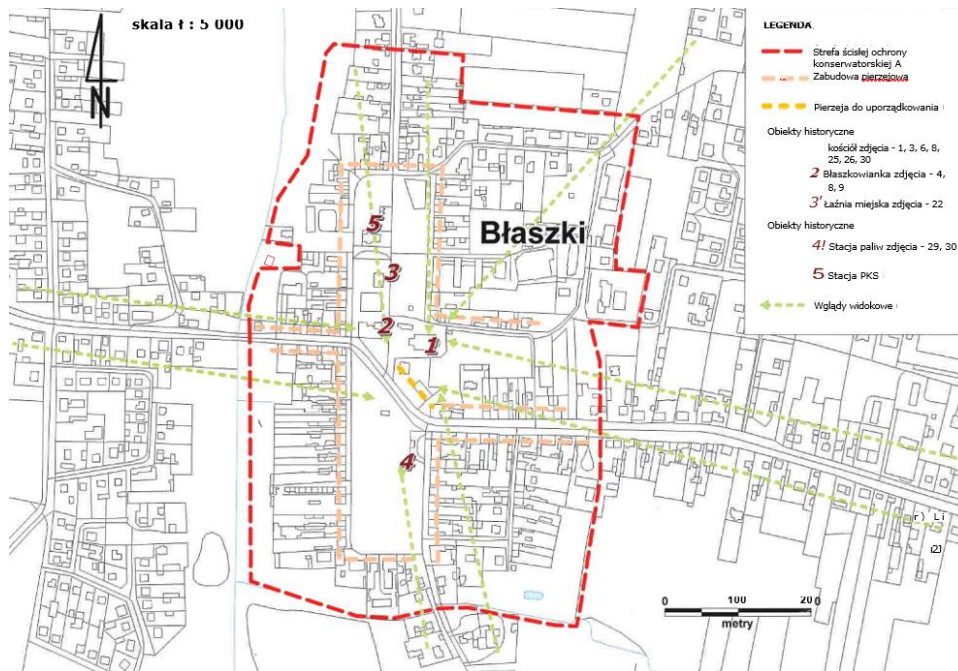 skala ł : 5 000
N
Błaszki
5
3
2
1
4
LEGENDA
Strefa ścisłej ochrony
konserwatorskiej A
Zabudowa pierzejowa
Pierzeja do uporządkowania
Obiekty historyczne
kościół zdjęcia - 1, 3, 6, 8,
25, 26, 30
2 Błaszkowianka zdjęcia - 4,
8, 9
3' Łaźnia miejska zdjęcia - 22
Obiekty historyczne
4! Stacja paliw zdjęcia - 29, 30
5 Stacja PKS
Wglądy widokowe
0 100 200
metry